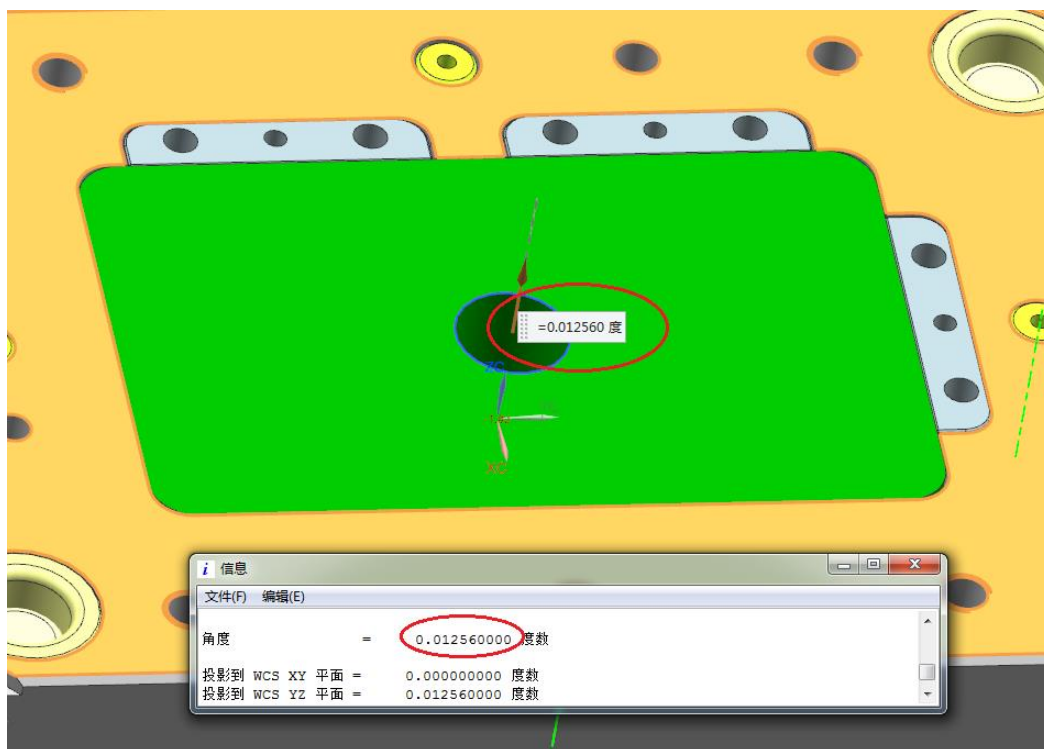 =0.012560 度
ZC
XC
信息
文件(F) 编辑(E)
角度 = 0.012560000 度数
投影到 WCS XY 平面 = 0.000000000 度数
投影到 WCS YZ 平面 = 0.012560000 度数